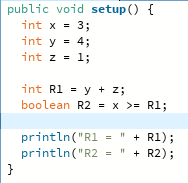 public void setup() {
int x = 3;
int y = 4;
int z = 1;
int R1 = y + z;
boolean R2 = x >= R1;
println("R1 = " + R1);
println("R2 = " + R2);
}